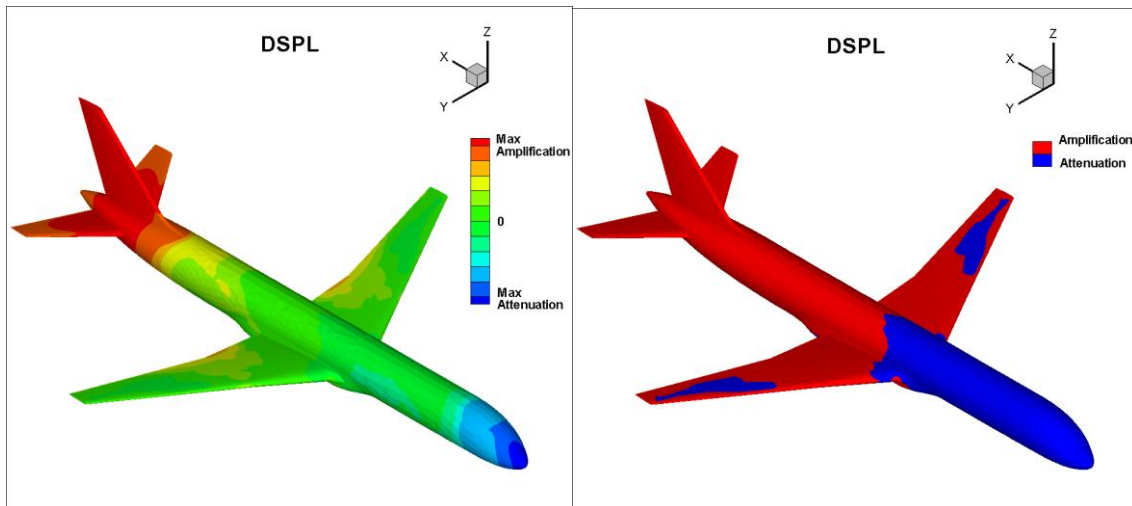 DSPL
Z
X
Y
Max
Amplification
0
Max
Attenuation
DSPL
Z
X
Y
Amplification
Attenuation